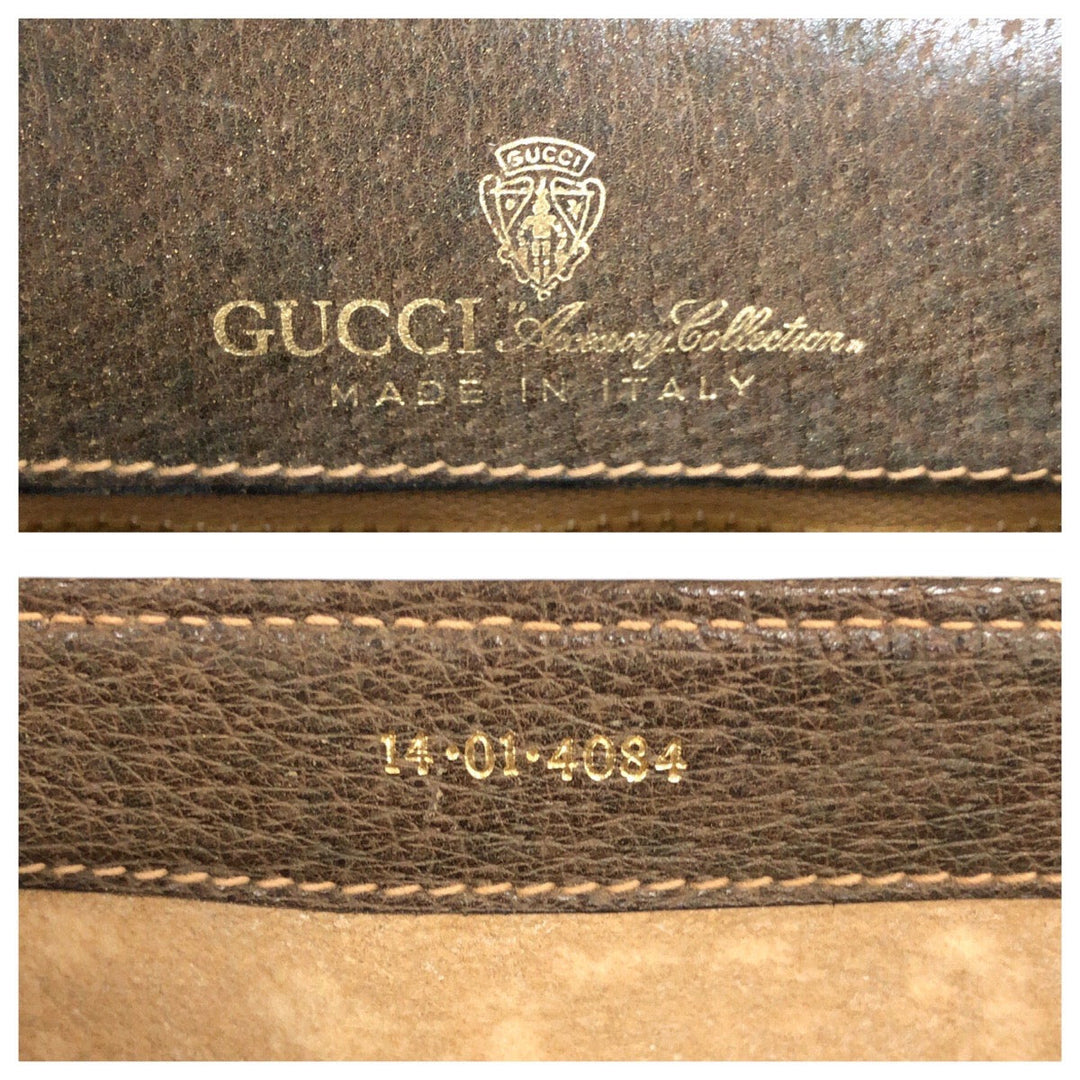 GUCCI
GUCCI "Accessory Collection"
MADE IN ITALY
14·01·4084